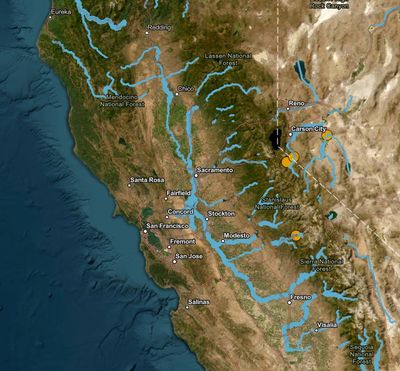 Rock Canyon
Eureka
Redding
Lassen National
Forest
Mendocino
National Forest
Chico
Reno
Carson City
Sacramento
Santa Rosa
Fairfield
Stanislaus
National Forest
Concord
Stockton
San Francisco
Modesto
Fremont
San Jose
Sierra National
Forest
Salinas
Fresno
Visalia
Sequoia
National
Forest